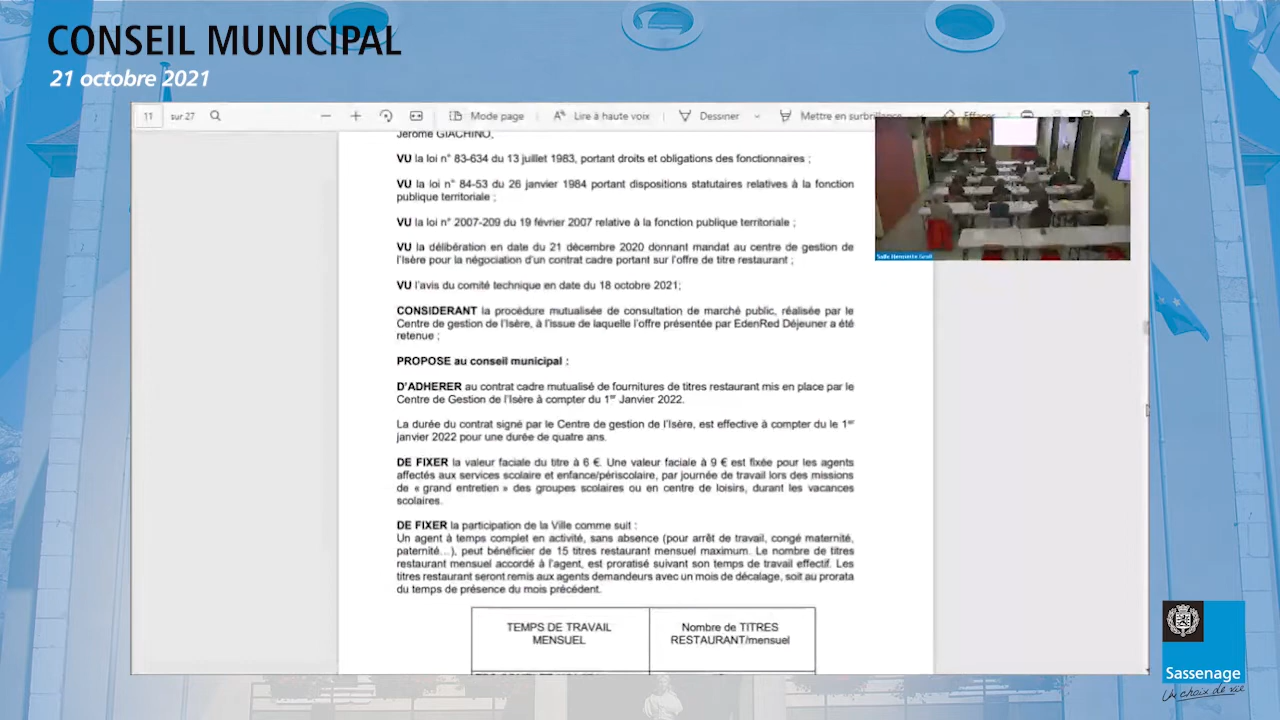 CONSEIL MUNICIPAL
21 octobre 2021
11 sur 27 Mode page Lire à haute voix Dessiner Mettre en surbrillance Effacer
Jérôme GIACHINO,
VU la loi n° 83-634 du 13 juillet 1983, portant droits et obligations des fonctionnaires ;
VU la loi n° 84-53 du 26 janvier 1984 portant dispositions statutaires relatives à la fonction
publique territoriale ;
VU la loi n° 2007-209 du 19 février 2007 relative à la fonction publique territoriale ;
VU la délibération en date du 21 décembre 2020 donnant mandat au centre de gestion de
l'Isère pour la négociation d'un contrat cadre portant sur l'offre de titre restaurant ;
VU l'avis du comité technique en date du 18 octobre 2021;
CONSIDERANT la procédure mutualisée de consultation de marché public, réalisée par le
Centre de gestion de l'Isère, à l'issue de laquelle l'offre présentée par EdenRed Déjeuner a été
retenue ;
PROPOSE au conseil municipal :
D'ADHERER au contrat cadre mutualisé de fournitures de titres restaurant mis en place par le
Centre de Gestion de l'Isère à compter du 1er Janvier 2022.
La durée du contrat signé par le Centre de gestion de l'Isère, est effective à compter du le 1er
janvier 2022 pour une durée de quatre ans.
DE FIXER la valeur faciale du titre à 6 €. Une valeur faciale à 9 € est fixée pour les agents
affectés aux services scolaire et enfance/périscolaire, par journée de travail lors des missions
de « grand entretien » des groupes scolaires ou en centre de loisirs, durant les vacances
scolaires.
DE FIXER la participation de la Ville comme suit :
Un agent à temps complet en activité, sans absence (pour arrêt de travail, congé maternité,
paternité…), peut bénéficier de 15 titres restaurant mensuel maximum. Le nombre de titres
restaurant mensuel accordé à l'agent, est proratisé suivant son temps de travail effectif. Les
titres restaurant seront remis aux agents demandeurs avec un mois de décalage, soit au prorata
du temps de présence du mois précédent.
TEMPS DE TRAVAIL
MENSUEL
Nombre de TITRES
RESTAURANT/mensuel
Sassenage
Un choix de vie